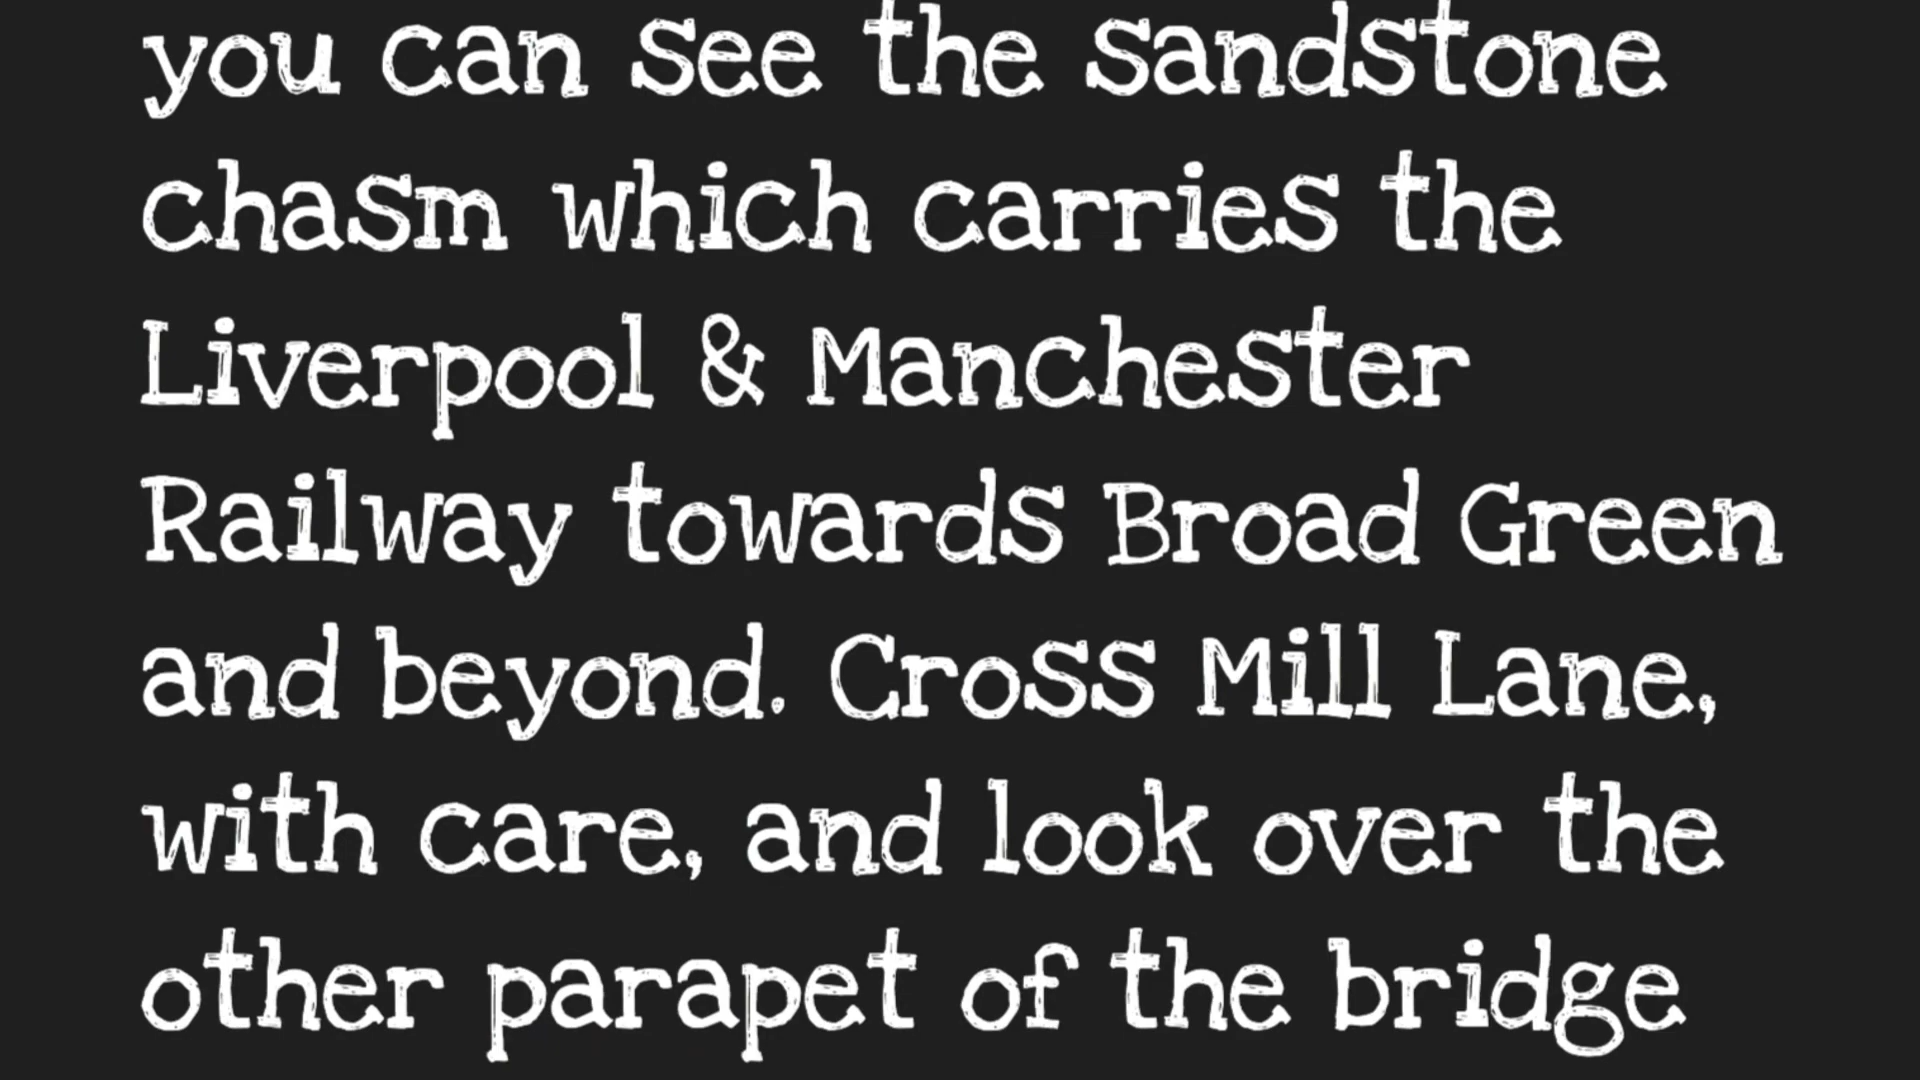 you can see the sandstone
chasm which carries the
Liverpool & Manchester
Railway towards Broad Green
and beyond. Cross Mill Lane,
with care, and look over the
other parapet of the bridge